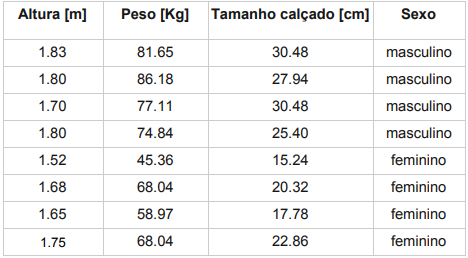 Altura [m] Peso [Kg] Tamanho calçado [cm] Sexo
1.83 81.65 30.48 masculino
1.80 86.18 27.94 masculino
1.70 77.11 30.48 masculino
1.80 74.84 25.40 masculino
1.52 45.36 15.24 feminino
1.68 68.04 20.32 feminino
1.65 58.97 17.78 feminino
1.75 68.04 22.86 feminino